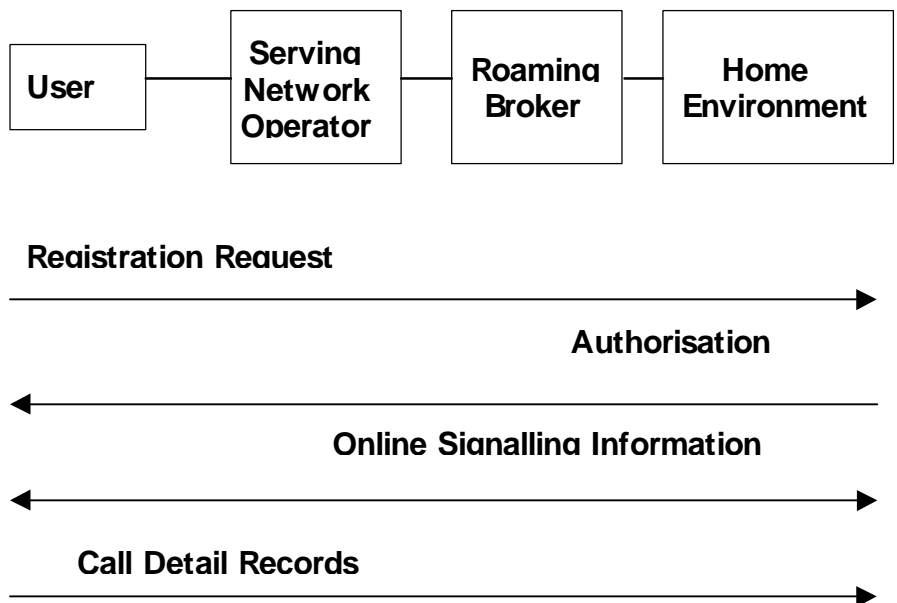 User
Serving
Network
Operator
Roaming
Broker
Home
Environment
Registration Request
Authorisation
Online Signalling Information
Call Detail Records